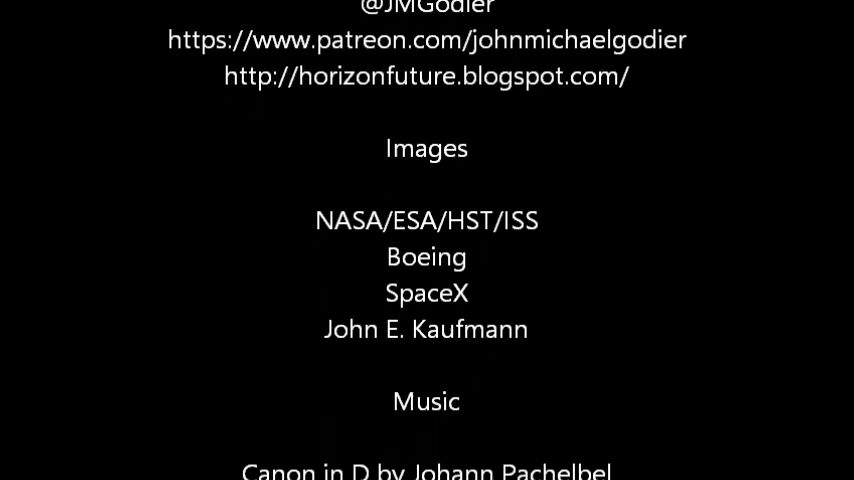 @JMGodier
https://www.patreon.com/johnmichaelgodier
http://horizonfuture.blogspot.com/
Images
NASA/ESA/HST/ISS
Boeing
SpaceX
John E. Kaufmann
Music
Canon in D by Johann Pachelbel